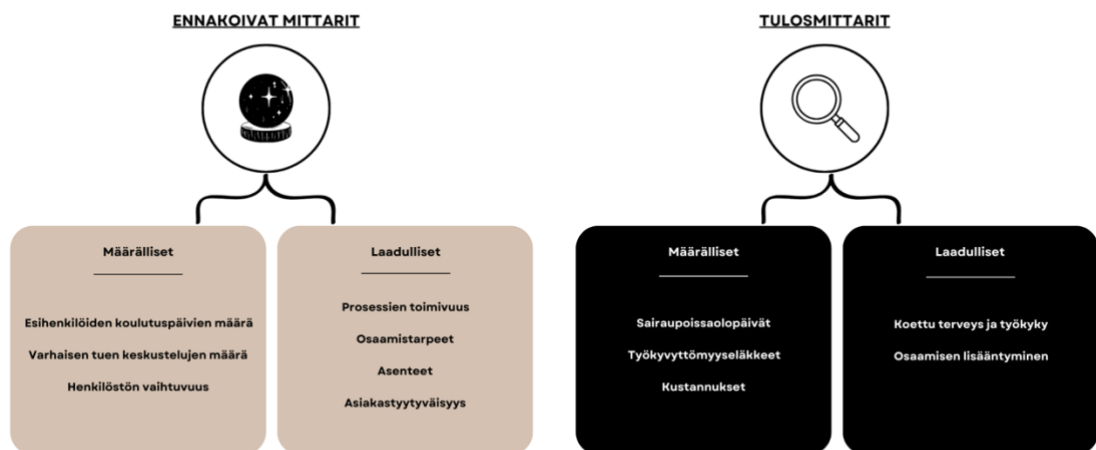 ENNAKOIVAT MITTARIT
Määrälliset
Esihenkilöiden koulutuspäivien määrä
Varhaisen tuen keskustelujen määrä
Henkilöstön vaihtuvuus
Laadulliset
Prosessien toimivuus
Osaamistarpeet
Asenteet
Asiakastyytyväisyys
TULOSMITTARIT
Määrälliset
Sairaupoissaolopäivät
Työkyvyttömyyseläkkeet
Kustannukset
Laadulliset
Koettu terveys ja työkyky
Osaamisen lisääntyminen